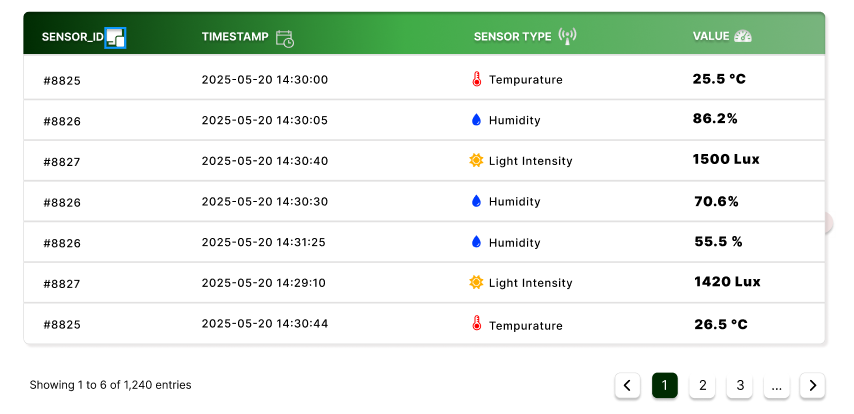 SENSOR_ID TIMESTAMP SENSOR TYPE VALUE
#8825 2025-05-20 14:30:00 Tempurature 25.5 °C
#8826 2025-05-20 14:30:05 Humidity 86.2%
#8827 2025-05-20 14:30:40 Light Intensity 1500 Lux
#8826 2025-05-20 14:30:30 Humidity 70.6%
#8826 2025-05-20 14:31:25 Humidity 55.5 %
#8827 2025-05-20 14:29:10 Light Intensity 1420 Lux
#8825 2025-05-20 14:30:44 Tempurature 26.5 °C
Showing 1 to 6 of 1,240 entries < 1 2 3 ... >